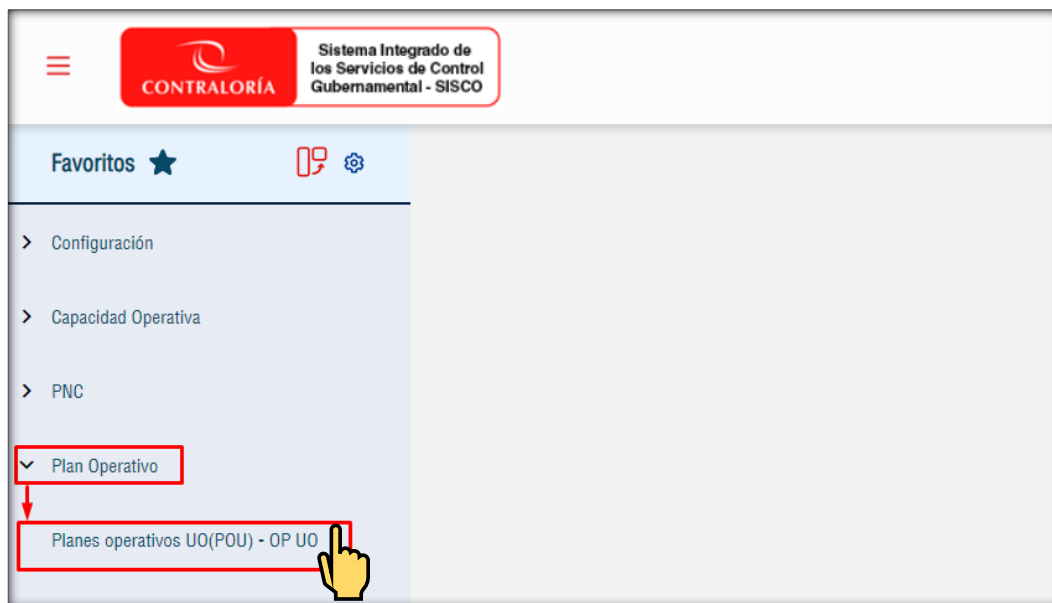 CONTRALORÍA
Sistema Integrado de
los Servicios de Control
Gubernamental - SISCO
Favoritos
Configuración
Capacidad Operativa
PNC
Plan Operativo
Planes operativos UO(POU) - OP UO